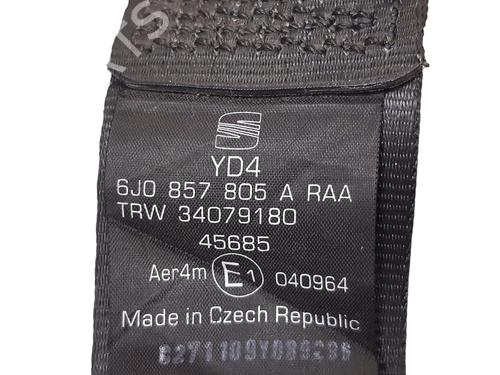 YD4
6J0 857 805 A RAA
TRW 34079180
45685
Aer4m E1 040964
Made in Czech Republic